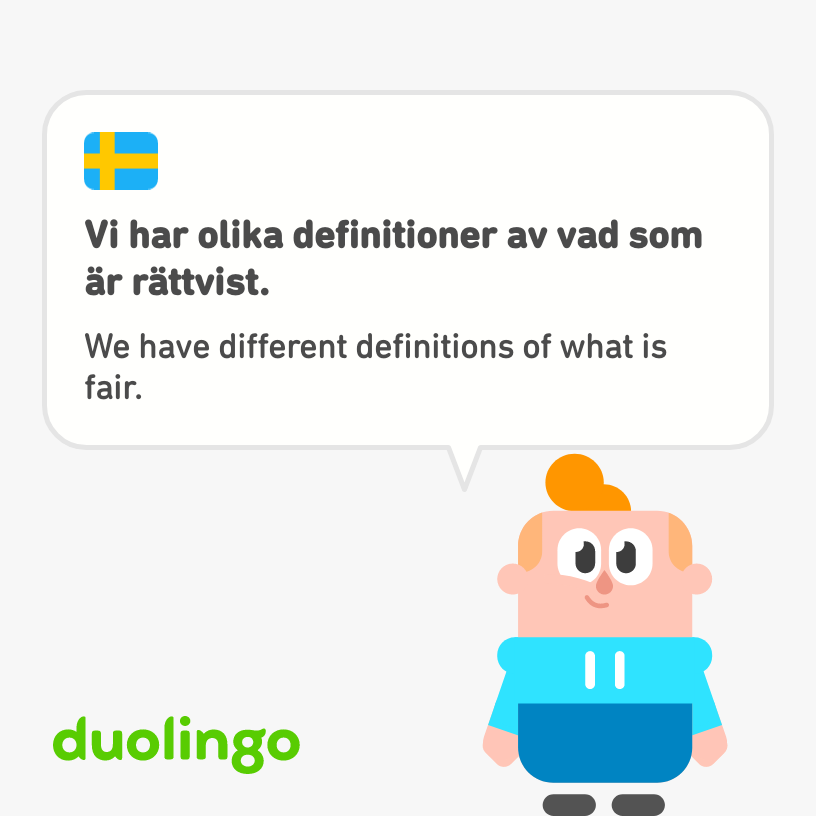 Vi har olika definitioner av vad som
är rättvist.
We have different definitions of what is
fair.
duolingo